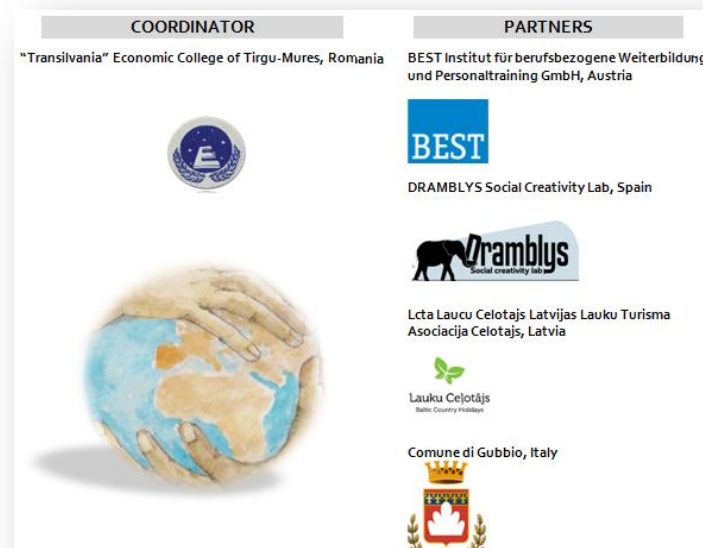 COORDINATOR
"Transilvania" Economic College of Tirgu-Mures, Romania
E
PARTNERS
BEST Institut für berufsbezogene Weiterbildung
und Personaltraining GmbH, Austria
BEST
DRAMBLYS Social Creativity Lab, Spain
Dramblys
Social creativity lab
Lcta Laucu Celotajs Latvijas Lauku Turisma
Asociacija Celotajs, Latvia
Lauku Ceļotājs
Baltic Country Holidays
Comune di Gubbio, Italy